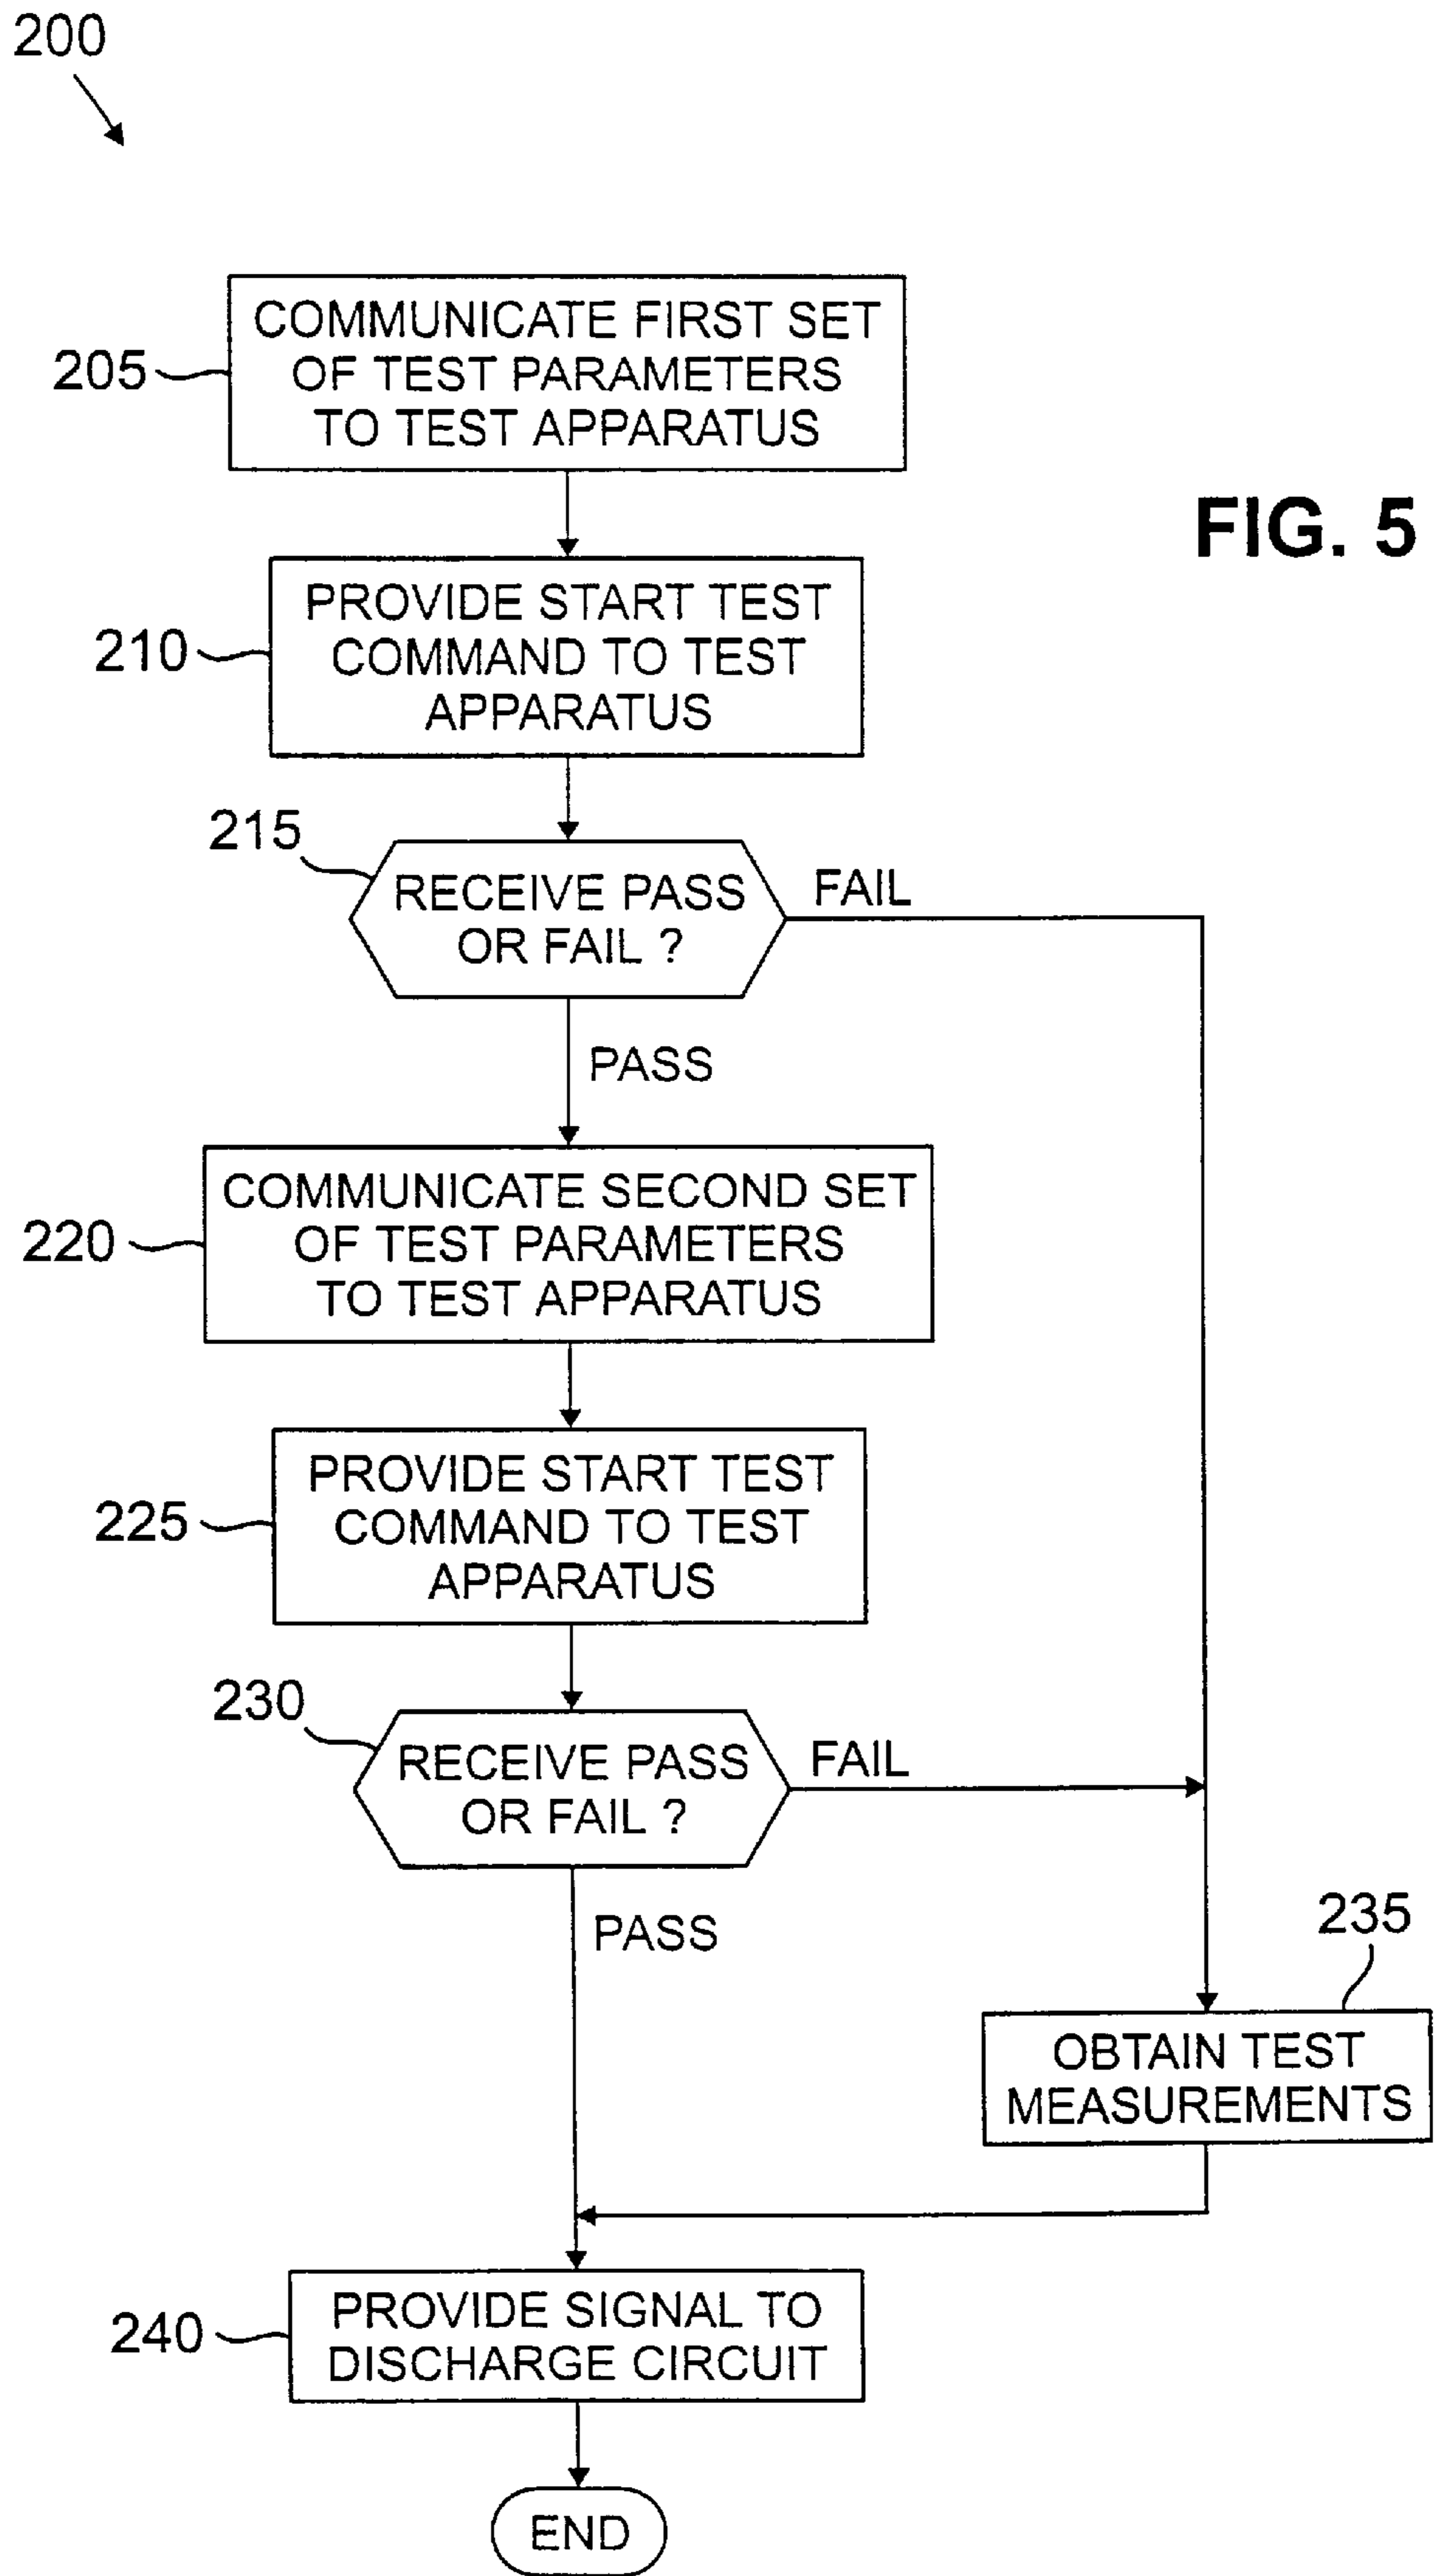 200
COMMUNICATE FIRST SET
OF TEST PARAMETERS
TO TEST APPARATUS
205
FIG. 5
PROVIDE START TEST
COMMAND TO TEST
APPARATUS
210
215
RECEIVE PASS
OR FAIL ?
FAIL
PASS
COMMUNICATE SECOND SET
OF TEST PARAMETERS
TO TEST APPARATUS
220
PROVIDE START TEST
COMMAND TO TEST
APPARATUS
225
230
RECEIVE PASS
OR FAIL ?
FAIL
PASS
235
OBTAIN TEST
MEASUREMENTS
PROVIDE SIGNAL TO
DISCHARGE CIRCUIT
240
END